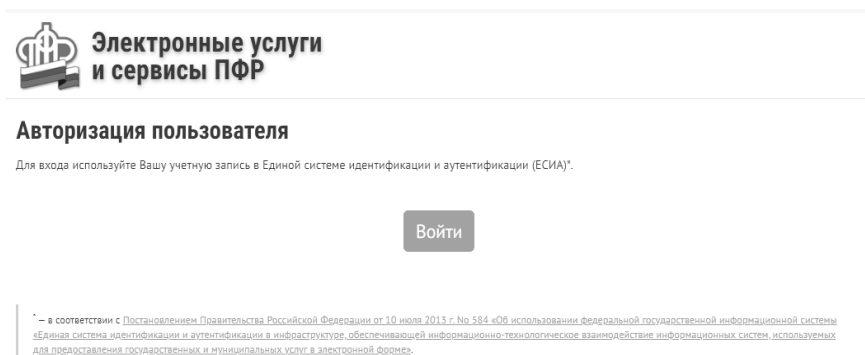 Электронные услуги
и сервисы ПФР
Авторизация пользователя
Для входа используйте Вашу учетную запись в Единой системе идентификации и аутентификации (ЕСИА)*.
Войти
* — в соответствии с Постановлением Правительства Российской Федерации от 10 июля 2013 г. No 584 «Об использовании федеральной государственной информационной системы
«Единая система идентификации и аутентификации в инфраструктуре, обеспечивающей информационно-технологическое взаимодействие информационных систем, используемых
для предоставления государственных и муниципальных услуг в электронной форме».